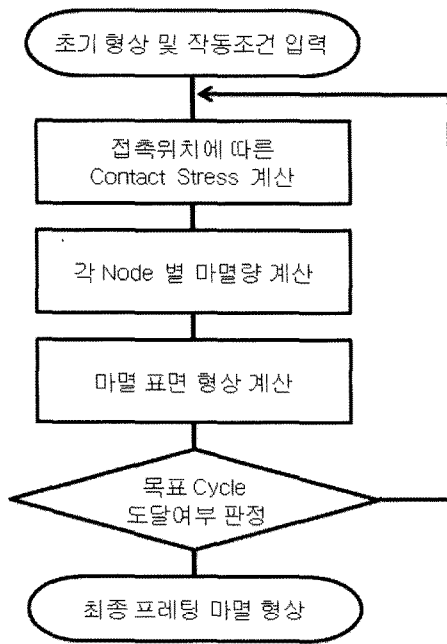 초기 형상 및 작동조건 입력
접촉위치에 따른
Contact Stress 계산
각 Node 별 마멸량 계산
마멸 표면 형상 계산
목표 Cycle
도달여부 판정
최종 프레팅 마멸 형상